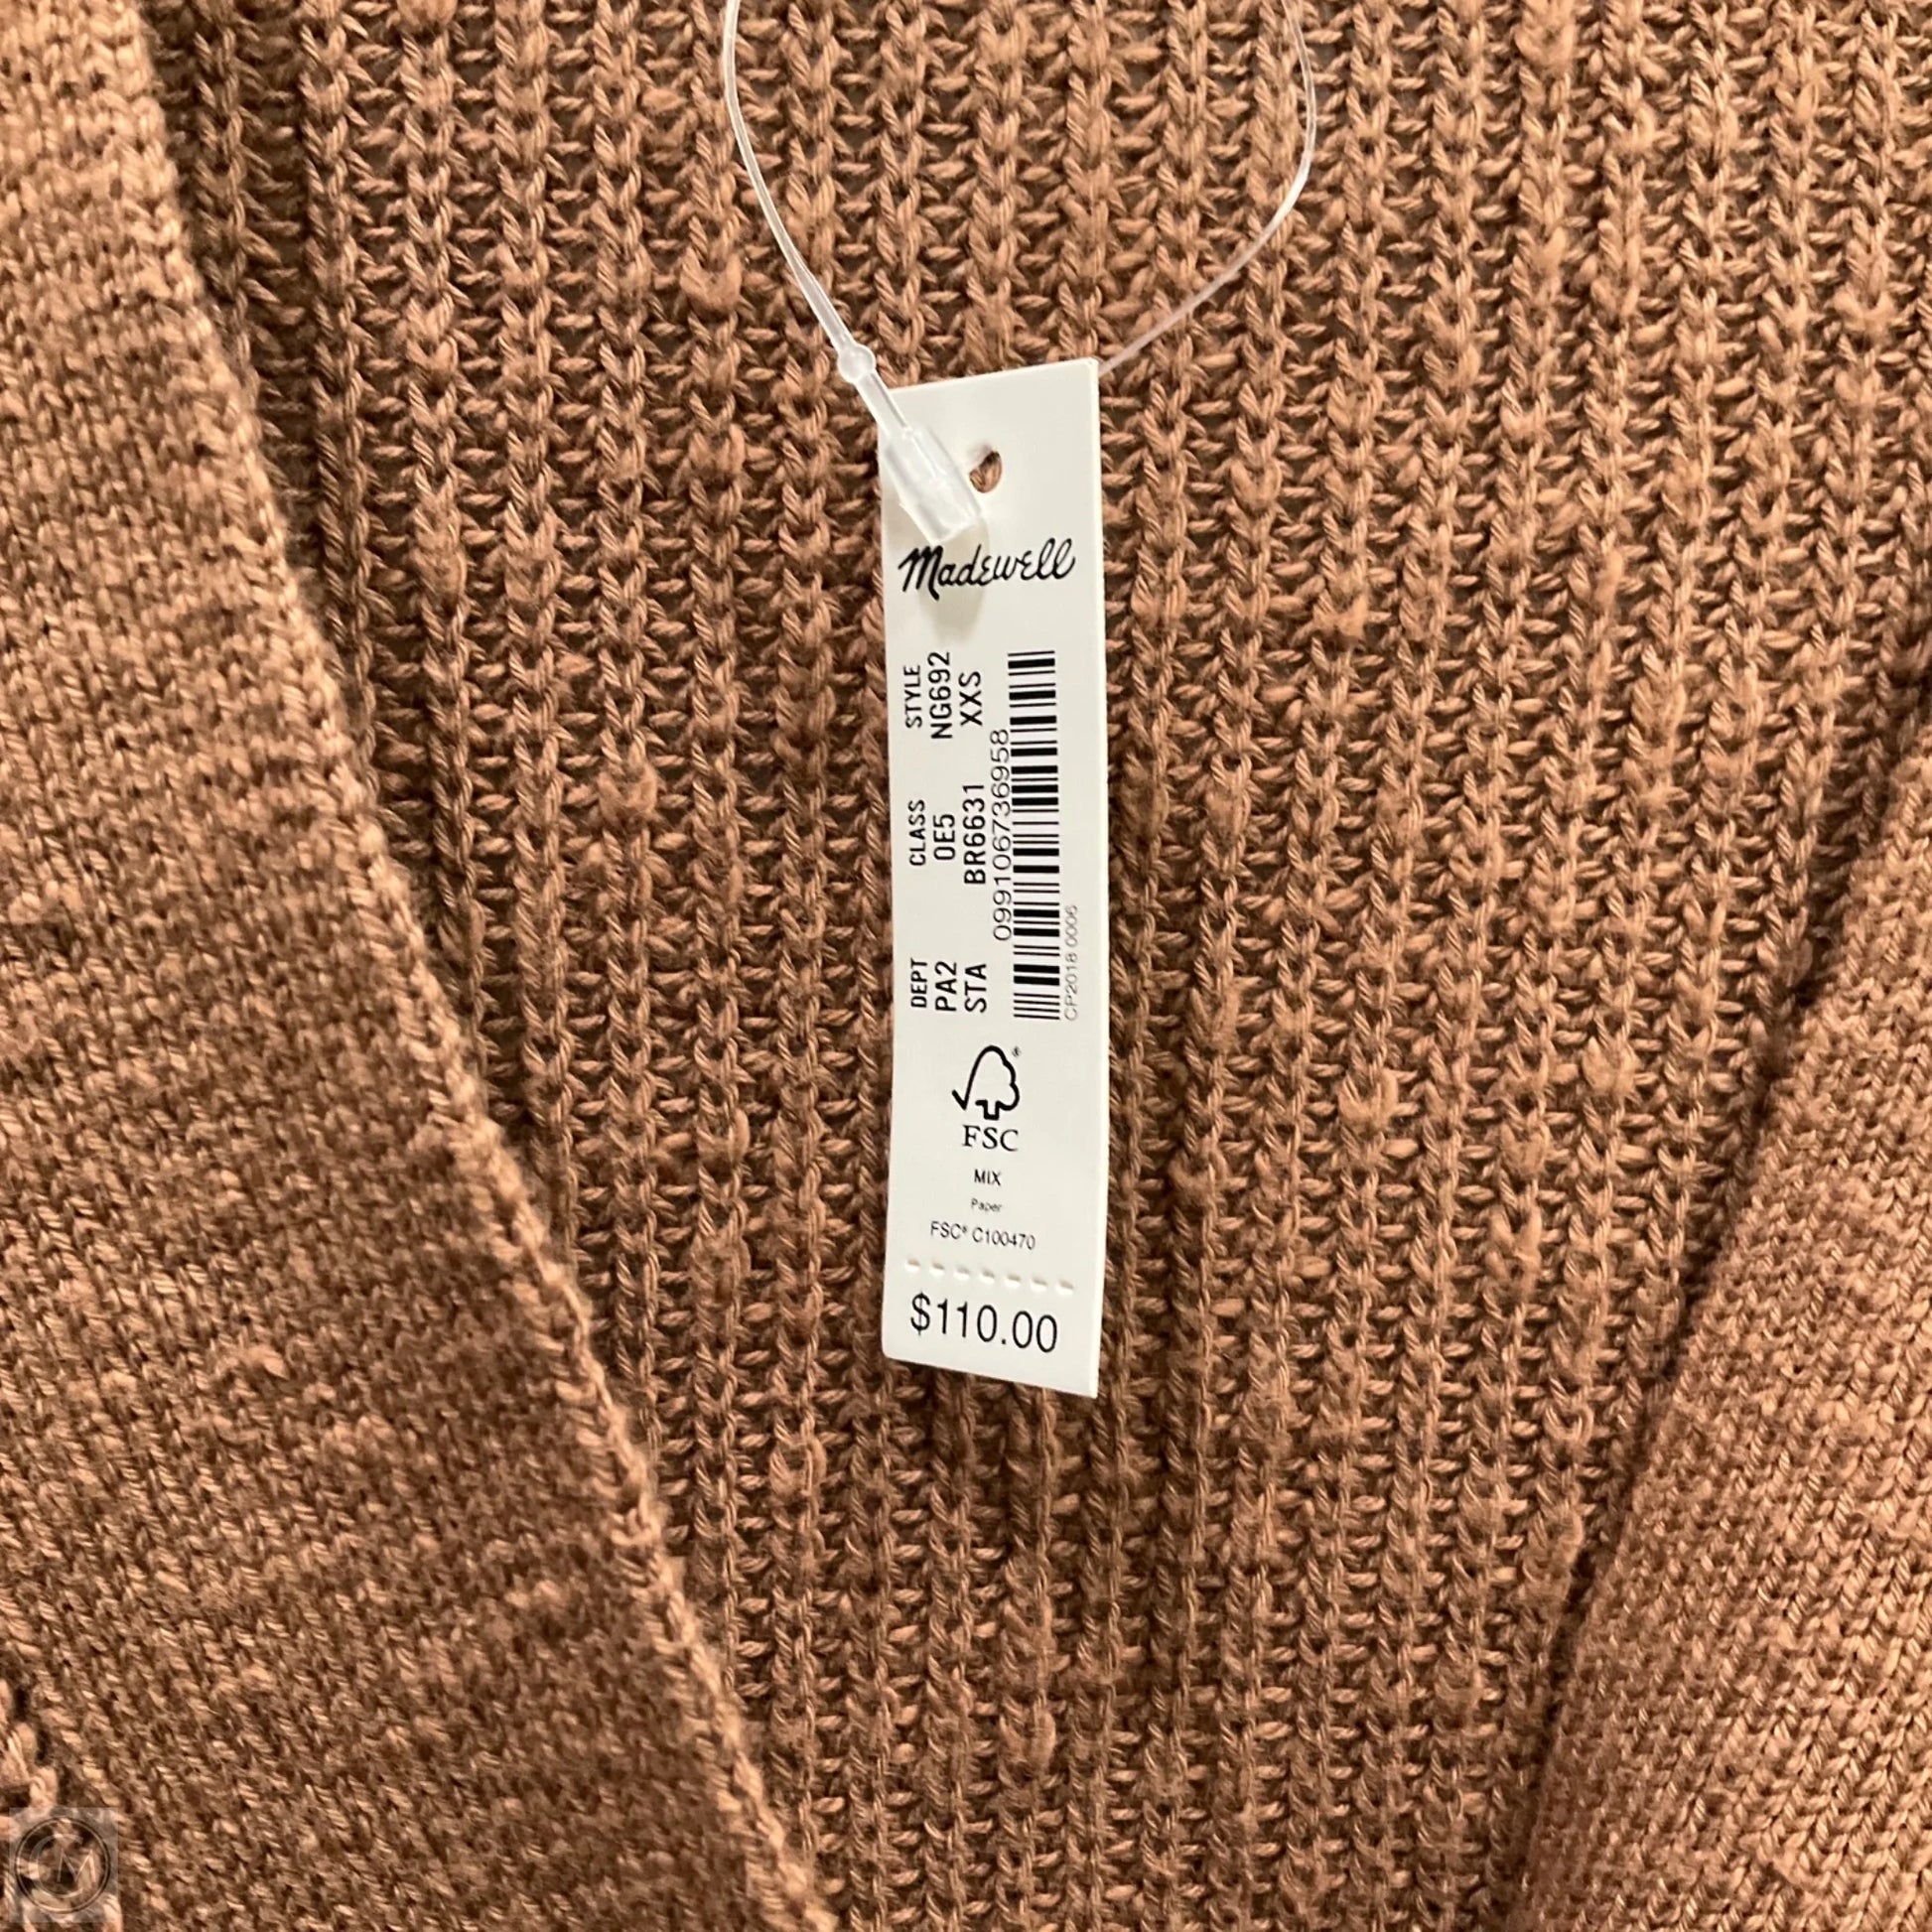 Madewell
DEPT CLASS STYLE
PA2 0E5 NG692
STA BR6631 XXS
099106736958
CP2018 0006
FSC
MIX
Paper
FSC® C100470
$110.00